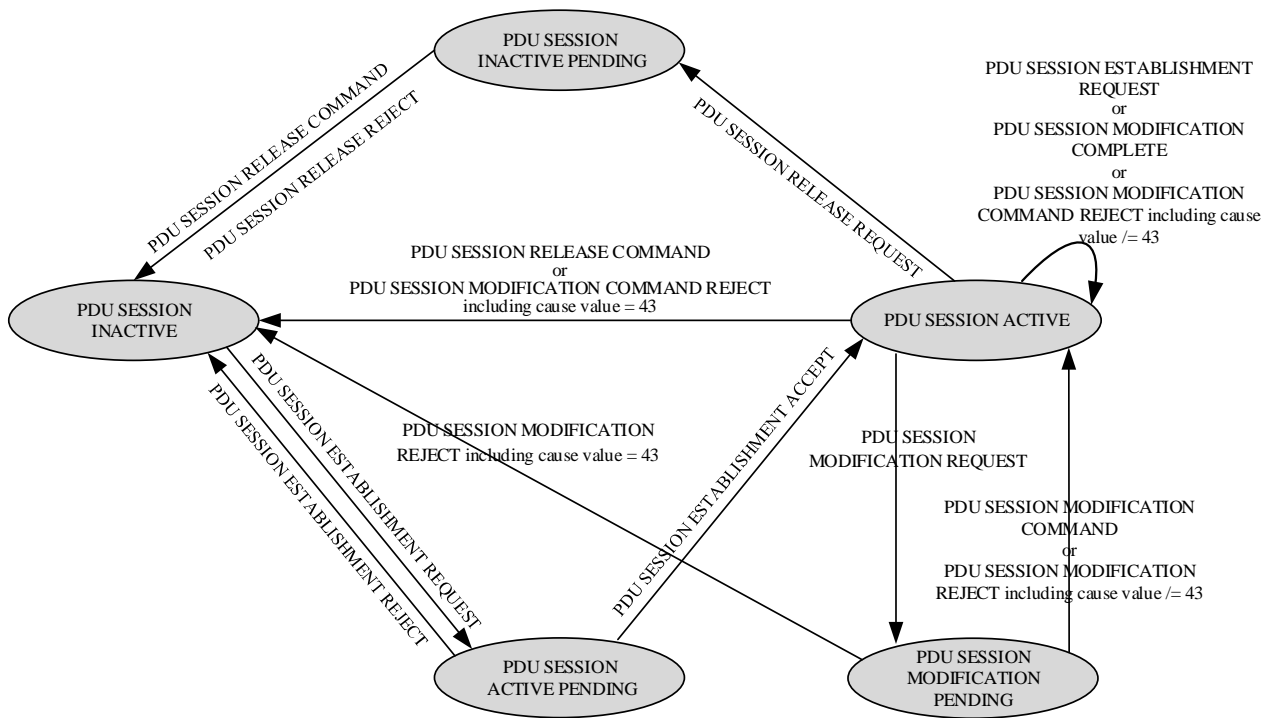 PDU SESSION
INACTIVE PENDING
PDU SESSION ESTABLISHMENT
REQUEST
or
PDU SESSION MODIFICATION
COMPLETE
or
PDU SESSION MODIFICATION
COMMAND REJECT including cause
value /= 43
PDU SESSION RELEASE COMMAND
PDU SESSION RELEASE REJECT
PDU SESSION RELEASE REQUEST
PDU SESSION RELEASE COMMAND
or
PDU SESSION MODIFICATION COMMAND REJECT
including cause value = 43
PDU SESSION
INACTIVE
PDU SESSION ACTIVE
PDU SESSION ESTABLISHMENT REQUEST
PDU SESSION ESTABLISHMENT REJECT
PDU SESSION MODIFICATION
REJECT including cause value = 43
PDU SESSION ESTABLISHMENT ACCEPT
PDU SESSION
MODIFICATION REQUEST
PDU SESSION MODIFICATION
COMMAND
or
PDU SESSION MODIFICATION
REJECT including cause value /= 43
PDU SESSION
ACTIVE PENDING
PDU SESSION
MODIFICATION
PENDING